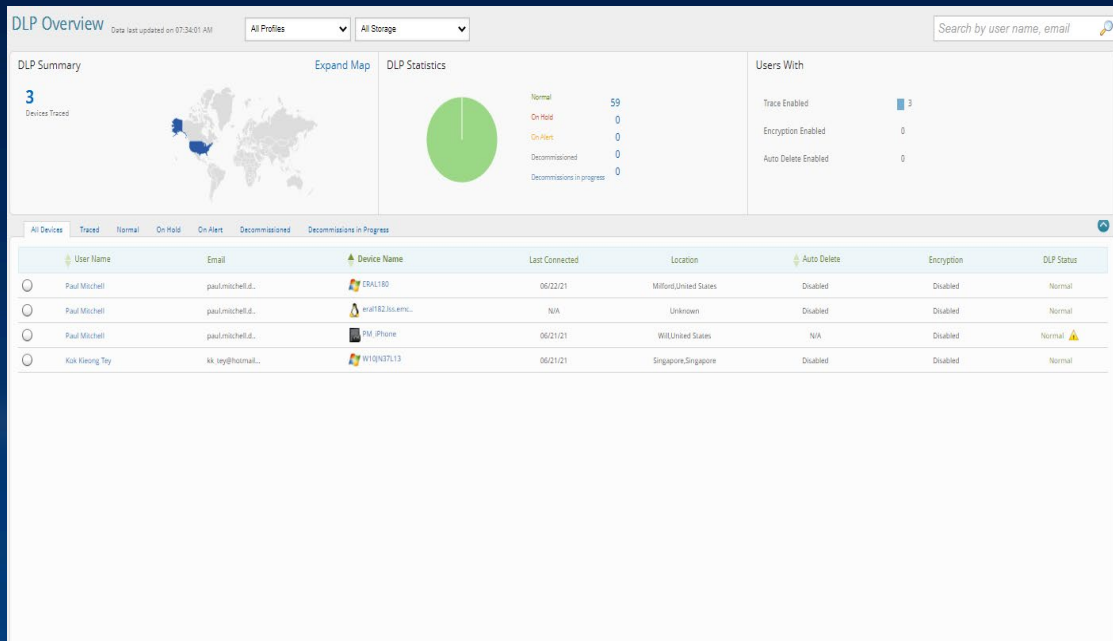 DLP Overview Data last updated on 07:34:01 AM All Profiles All Storage Search by user name, email
DLP Summary Expand Map
3
Devices Traced
DLP Statistics
Normal 59
On Hold 0
On Alert 0
Decommissioned 0
Decommissions in progress 0
Users With
Trace Enabled 3
Encryption Enabled 0
Auto Delete Enabled 0
All Devices Traced Normal On Hold On Alert Decommissioned Decommissions in Progress
User Name Email Device Name Last Connected Location Auto Delete Encryption DLP Status
Paul Mitchell paul.mitchell.d... ERAL180 06/22/21 Milford,United States Disabled Disabled Normal
Paul Mitchell paul.mitchell.d... eral182.lss.emc... N/A Unknown Disabled Disabled Normal
Paul Mitchell paul.mitchell.d... PM_iPhone 06/21/21 Will,United States N/A Disabled Normal
Kok Kieong Tey kk_tey@hotmail... W10JN37L13 06/21/21 Singapore,Singapore Disabled Disabled Normal